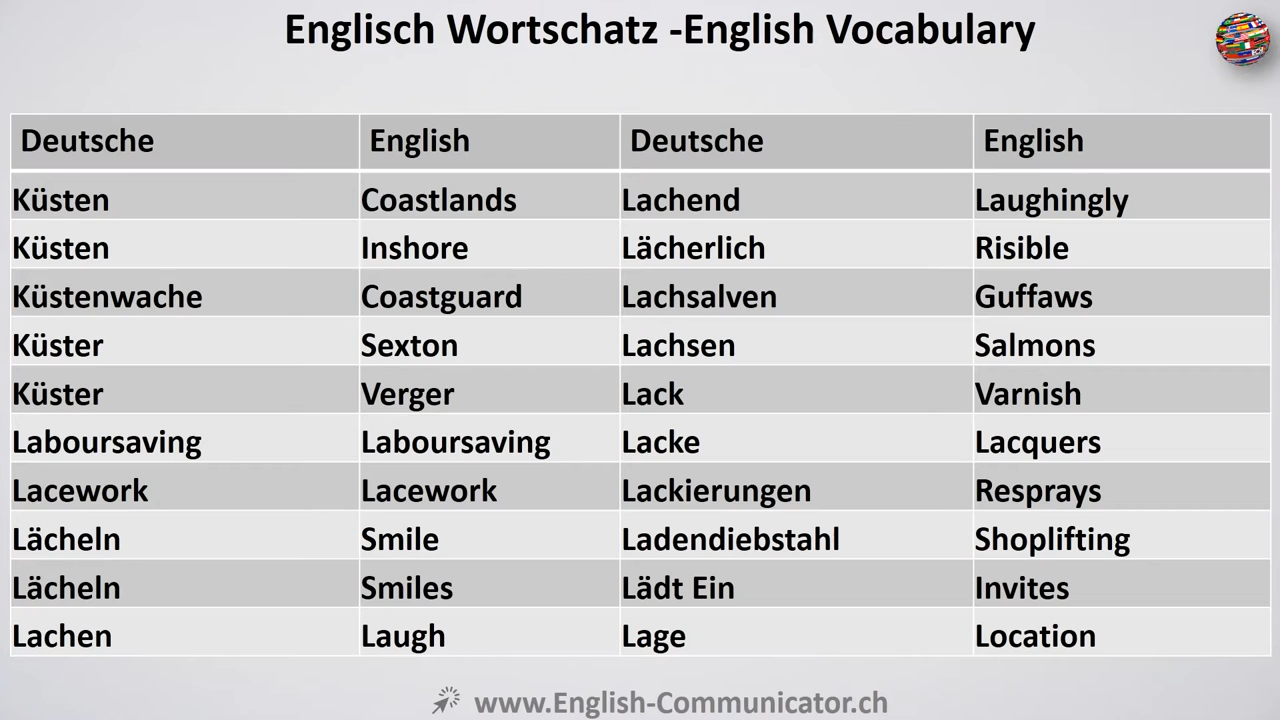 Englisch Wortschatz -English Vocabulary
Deutsche English Deutsche English
Küsten Coastlands Lachend Laughingly
Küsten Inshore Lächerlich Risible
Küstenwache Coastguard Lachsalven Guffaws
Küster Sexton Lachsen Salmons
Küster Verger Lack Varnish
Laboursaving Laboursaving Lacke Lacquers
Lacework Lacework Lackierungen Resprays
Lächeln Smile Ladendiebstahl Shoplifting
Lächeln Smiles Lädt Ein Invites
Lachen Laugh Lage Location
www.English-Communicator.ch